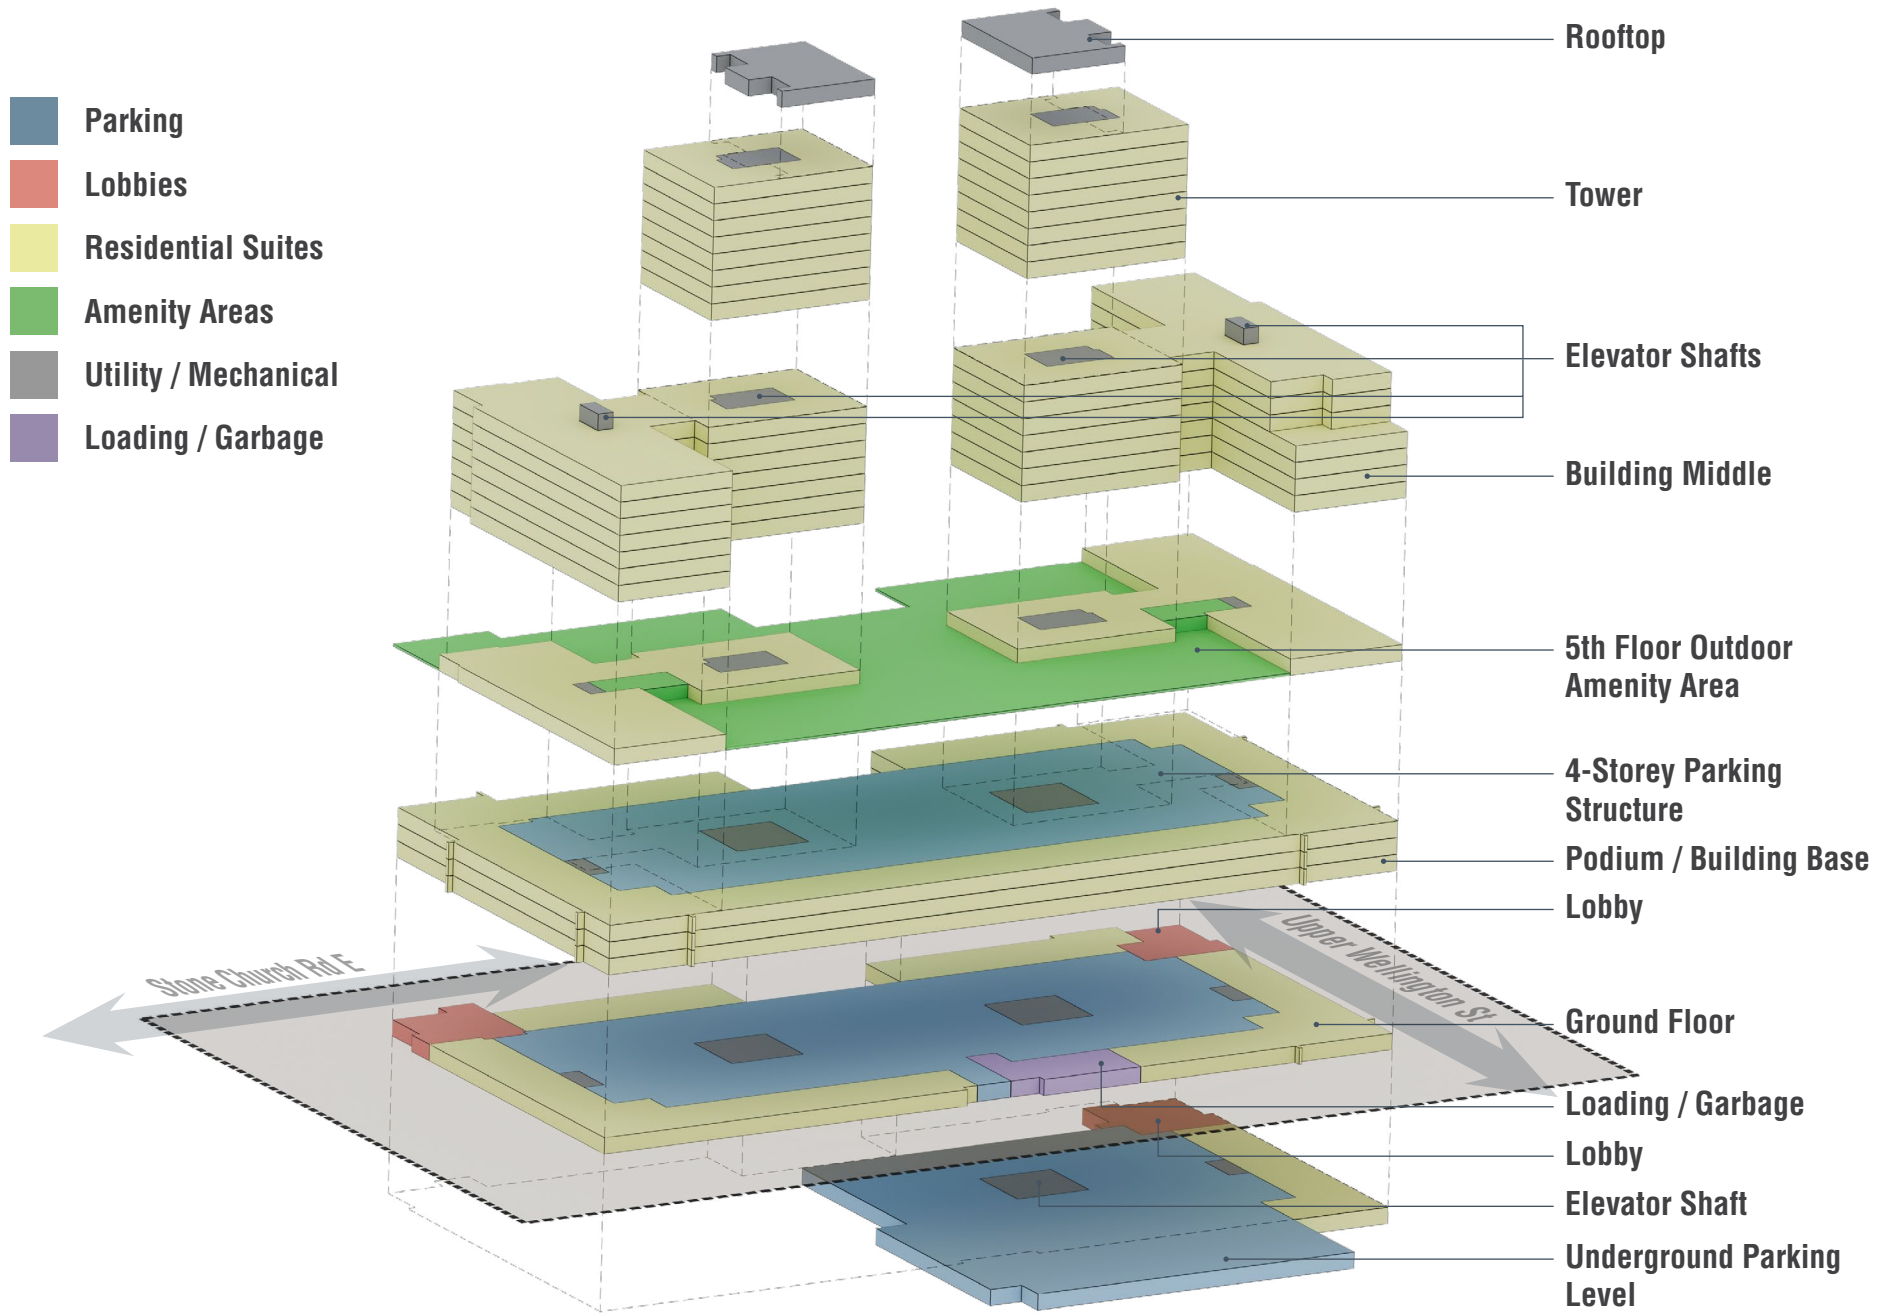 Parking
Lobbies
Residential Suites
Amenity Areas
Utility / Mechanical
Loading / Garbage
Rooftop
Tower
Elevator Shafts
Building Middle
5th Floor Outdoor
Amenity Area
4-Storey Parking
Structure
Podium / Building Base
Lobby
Ground Floor
Loading / Garbage
Lobby
Elevator Shaft
Underground Parking
Level
Stone Church Rd E
Upper Wellington St